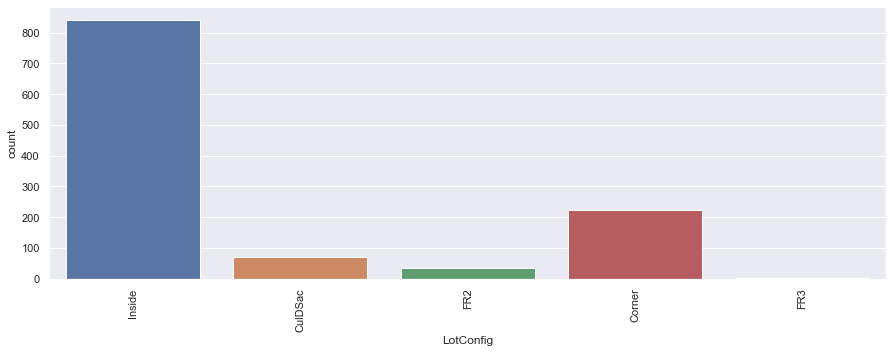 800
700
600
500
400
300
200
100
0
count
Inside
CulDSac
FR2
Corner
FR3
LotConfig